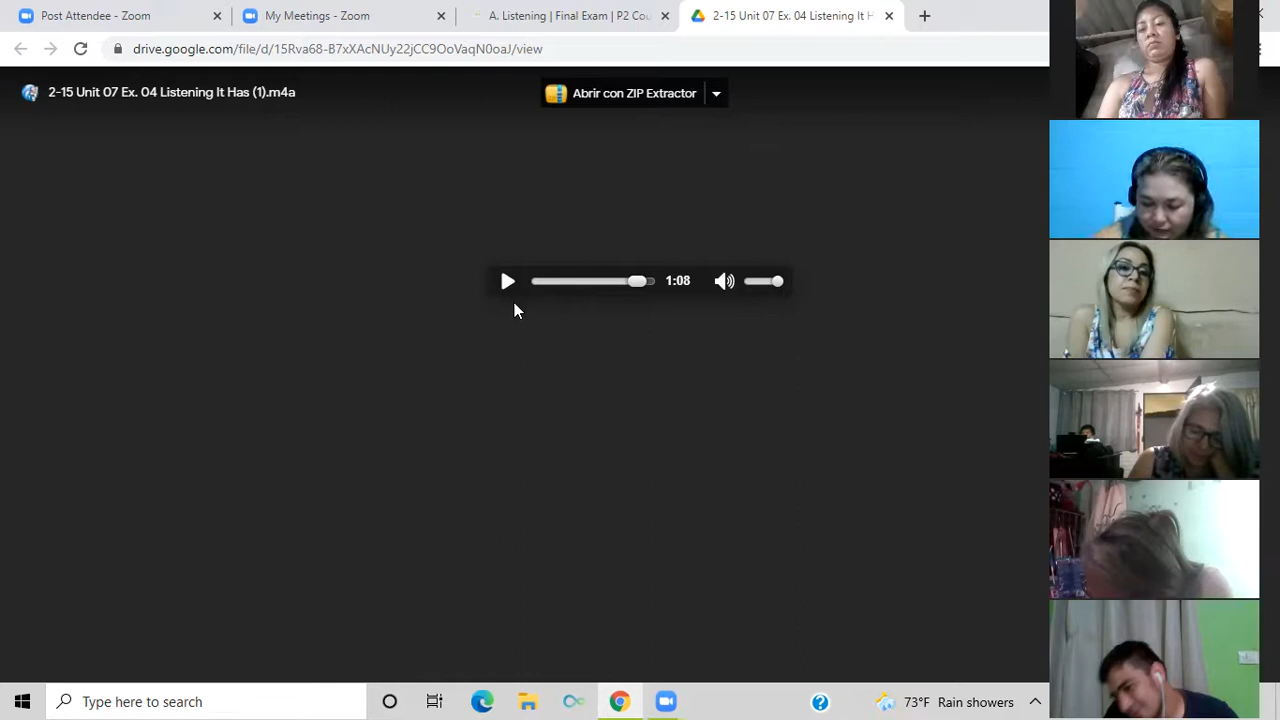 Post Attendee - Zoom
My Meetings - Zoom
A. Listening | Final Exam | P2 Cou
2-15 Unit 07 Ex. 04 Listening It H
drive.google.com/file/d/15Rva68-B7xXAcNUy22jCC9OoVaqN0oaJ/view
2-15 Unit 07 Ex. 04 Listening It Has (1).m4a
Abrir con ZIP Extractor
1:08
Type here to search
73°F Rain showers